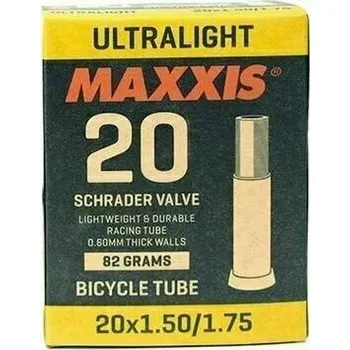 ULTRALIGHT
MAXXIS®
20
SCHRADER VALVE
LIGHTWEIGHT & DURABLE
RACING TUBE
0.60MM THICK WALLS
82 GRAMS
BICYCLE TUBE
20x1.50/1.75